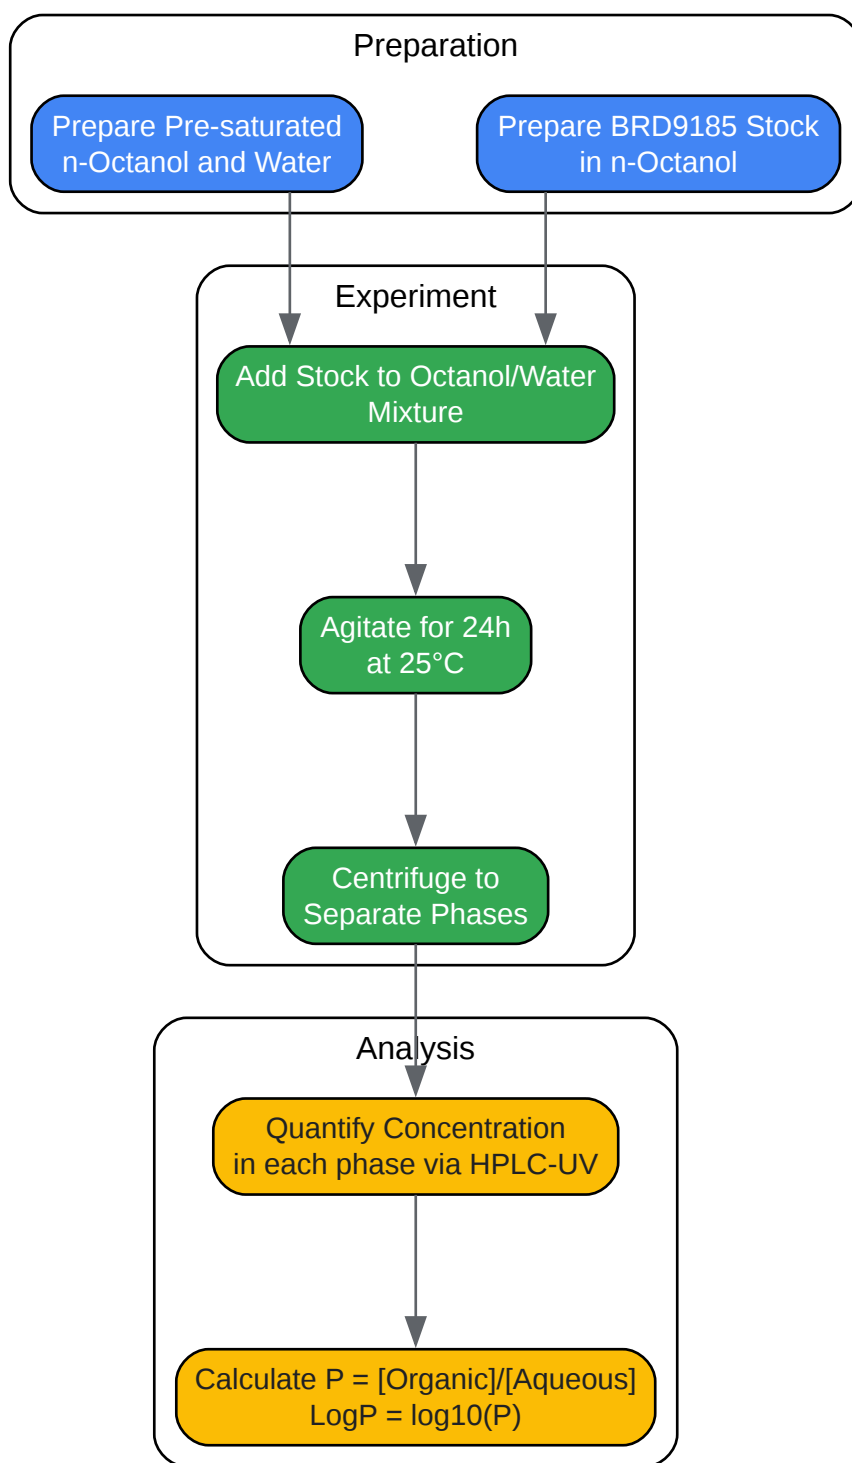 Preparation
Prepare Pre-saturated
n-Octanol and Water
Prepare BRD9185 Stock
in n-Octanol
Experiment
Add Stock to Octanol/Water
Mixture
Agitate for 24h
at 25°C
Centrifuge to
Separate Phases
Analysis
Quantify Concentration
in each phase via HPLC-UV
Calculate P = [Organic]/[Aqueous]
LogP = log10(P)